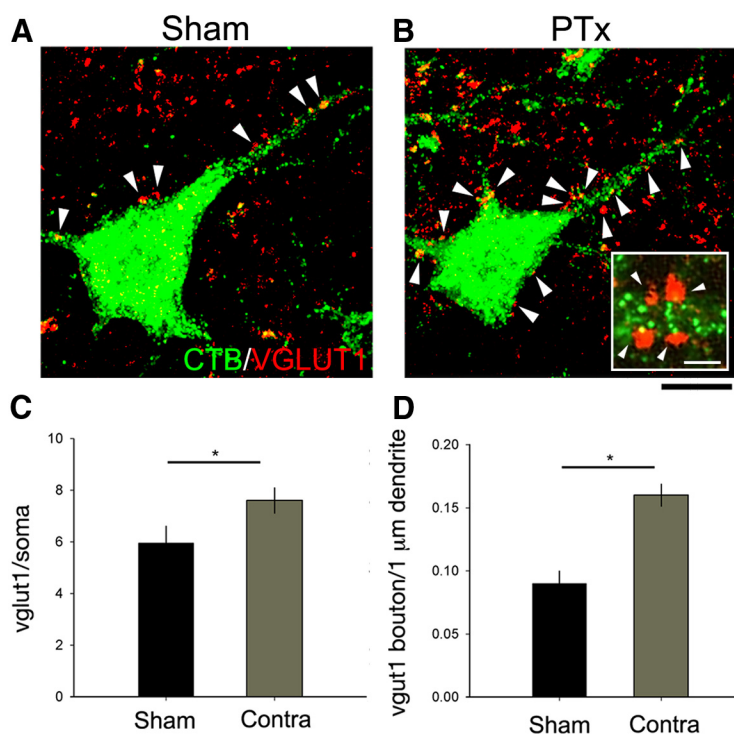 A Sham
B PTx
CTB/VGLUT1
C
10
8
6
4
2
0
vglut1/soma
*
Sham Contra
D
0.20
0.15
0.10
0.05
0.00
vgut1 bouton/1 μm dendrite
*
Sham Contra